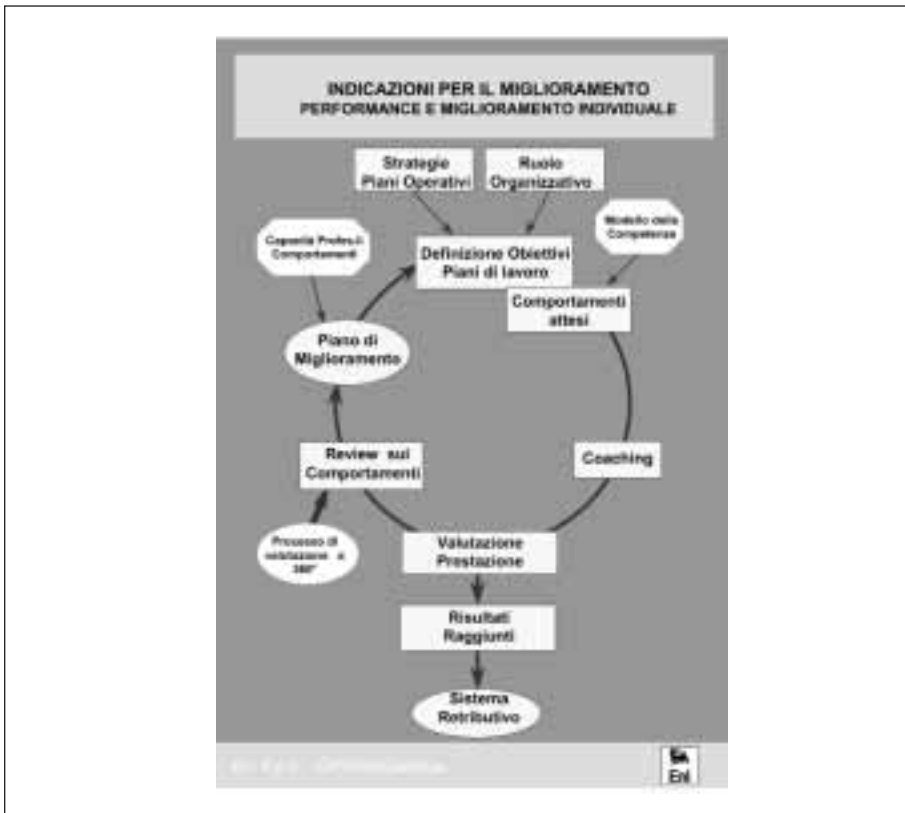 INDICAZIONI PER IL MIGLIORAMENTO
PERFORMANCE E MIGLIORAMENTO INDIVIDUALE
Strategie
Piani Operativi
Ruolo
Organizzativo
Modello delle
Competenze
Capacità
Comportamenti
Definizione Obiettivi
Piani di lavoro
Comportamenti
attesi
Piano di
Miglioramento
Review sui
Comportamenti
Coaching
Processo di
valutazione a
360°
Valutazione
Prestazione
Risultati
Raggiunti
Sistema
Retributivo
Eni